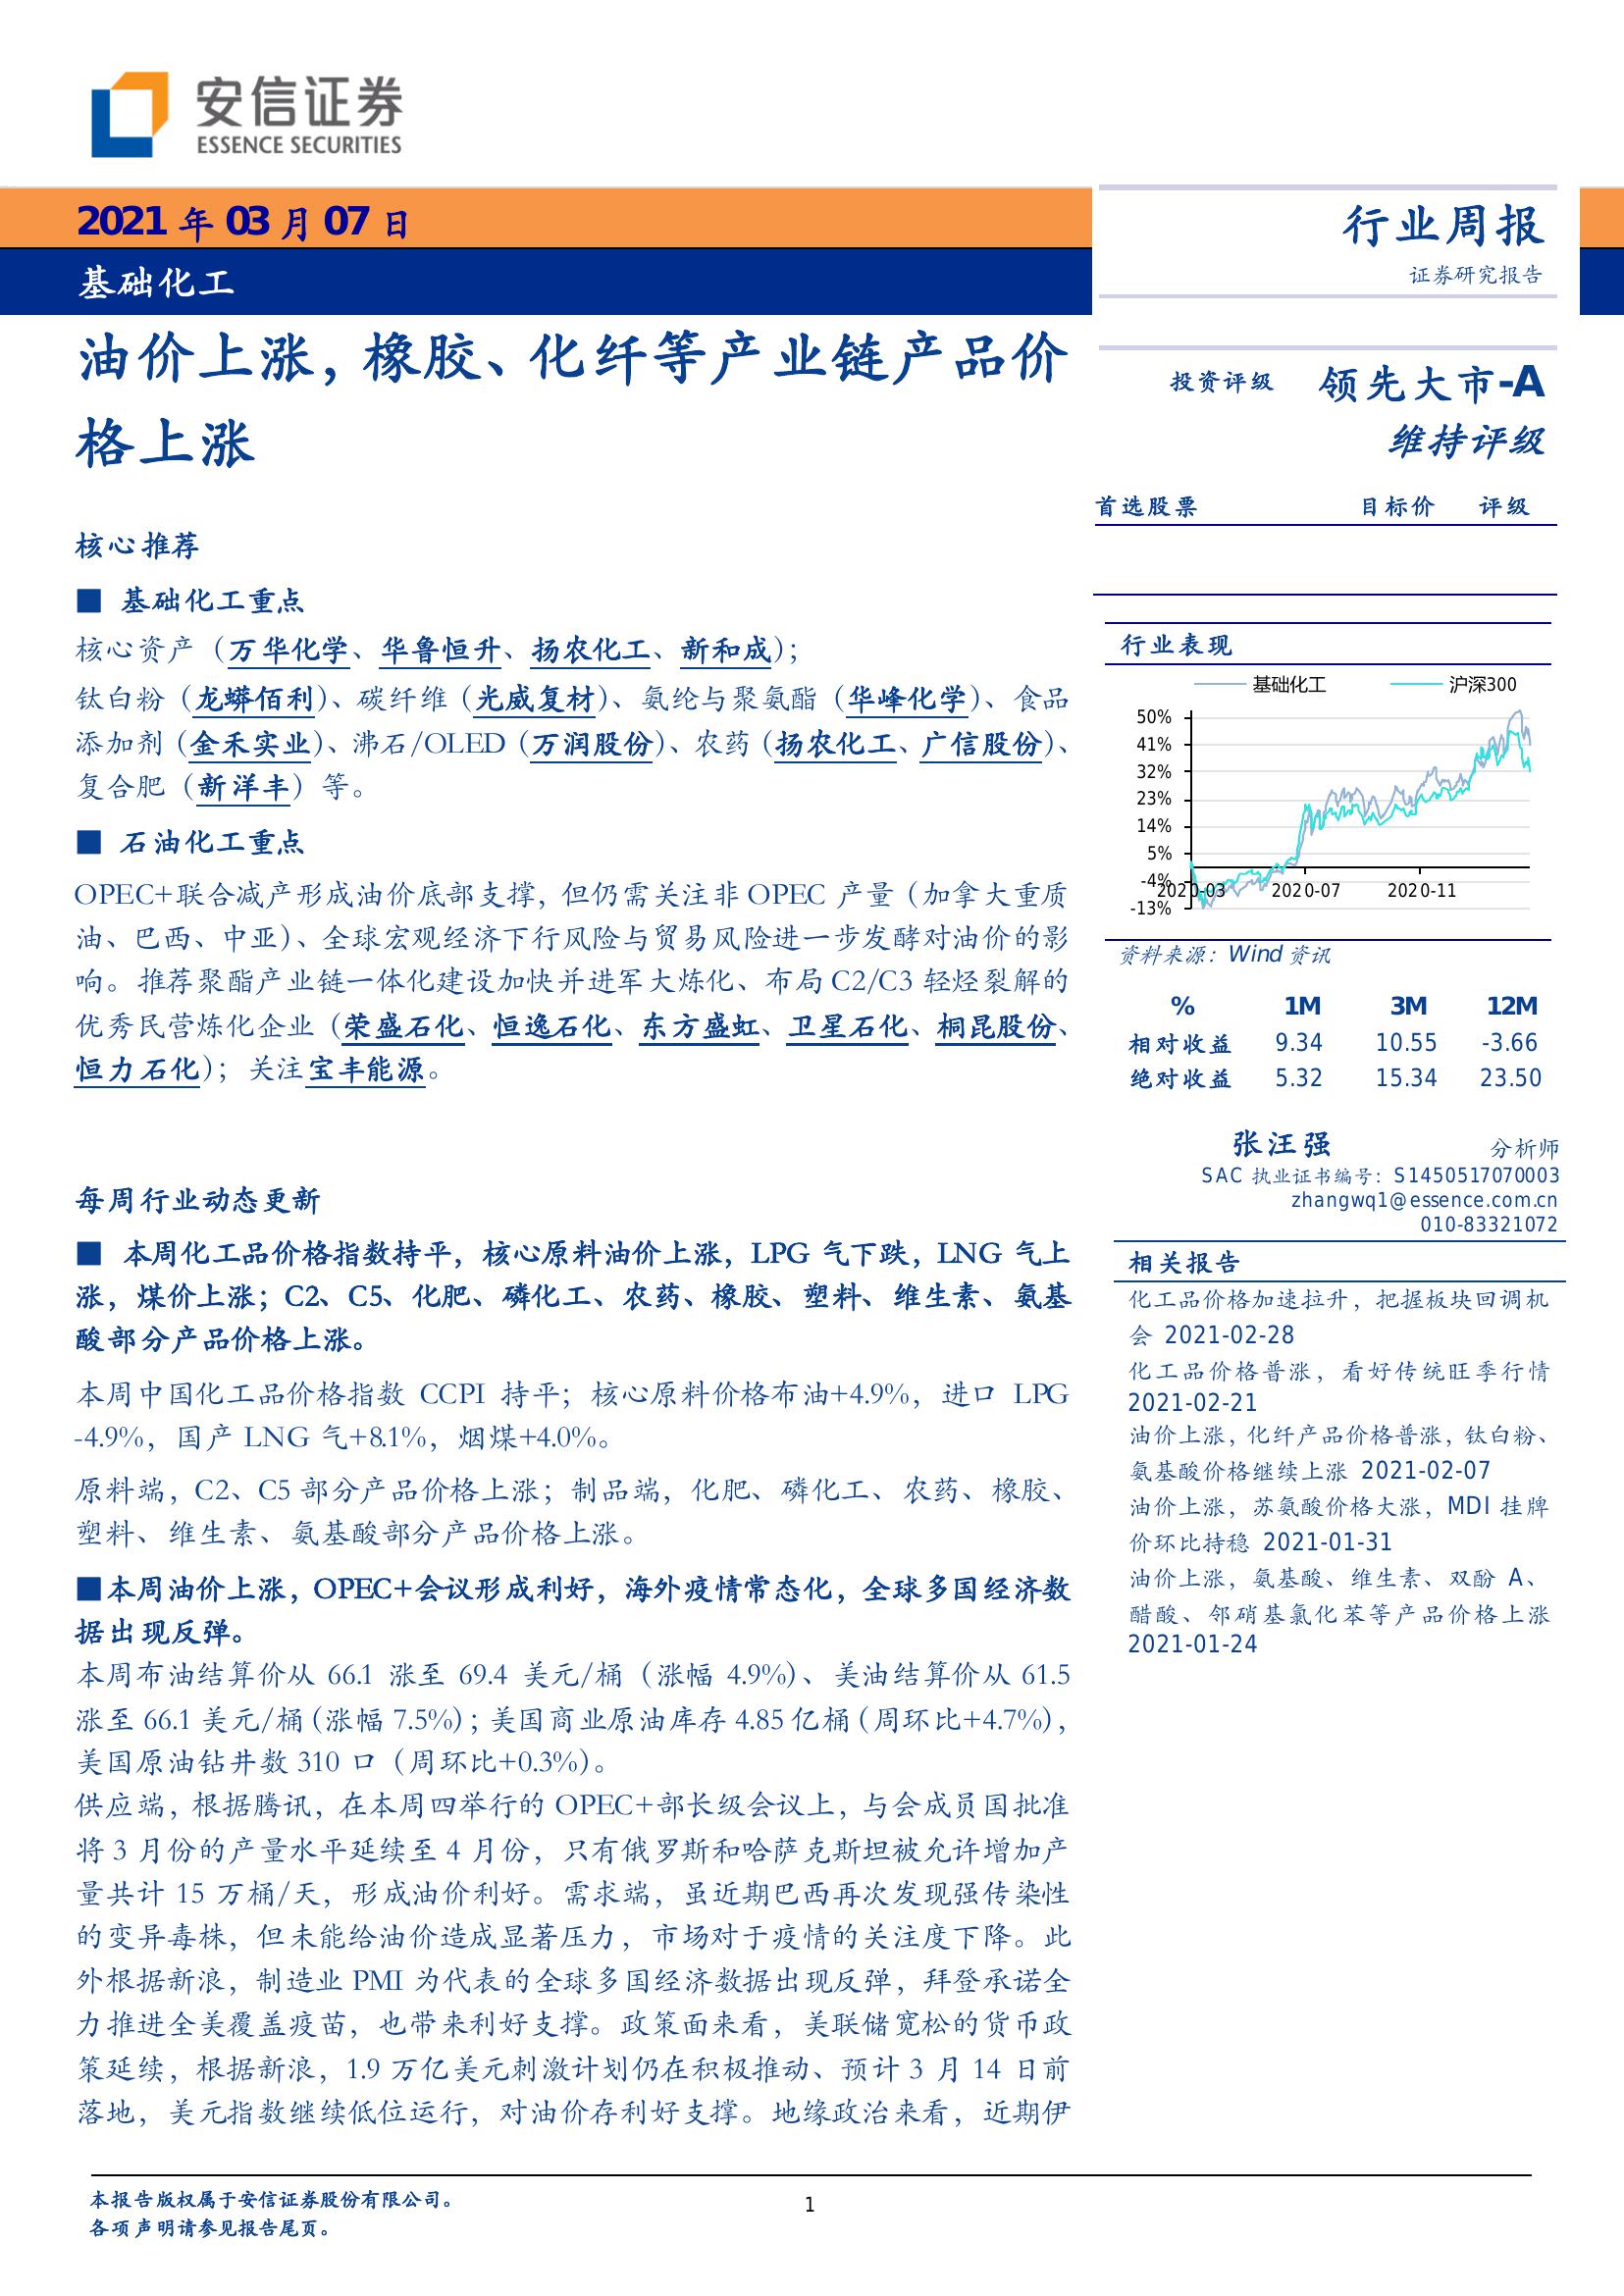 安信证券
ESSENCE SECURITIES
2021 年 03 月 07 日
基础化工
油价上涨，橡胶、化纤等产业链产品价
格上涨
核心推荐
■ 基础化工重点
核心资产（万华化学、华鲁恒升、扬农化工、新和成）；
钛白粉（龙蟒佰利）、碳纤维（光威复材）、氨纶与聚氨酯（华峰化学）、食品
添加剂（金禾实业）、沸石/OLED（万润股份）、农药（扬农化工、广信股份）、
复合肥（新洋丰）等。
■ 石油化工重点
OPEC+联合减产形成油价底部支撑，但仍需关注非 OPEC 产量（加拿大重质
油、巴西、中亚）、全球宏观经济下行风险与贸易风险进一步发酵对油价的影
响。推荐聚酯产业链一体化建设加快并进军大炼化、布局 C2/C3 轻烃裂解的
优秀民营炼化企业（荣盛石化、恒逸石化、东方盛虹、卫星石化、桐昆股份、
恒力石化）；关注宝丰能源。
每周行业动态更新
■ 本周化工品价格指数持平，核心原料油价上涨，LPG 气下跌，LNG 气上
涨，煤价上涨；C2、C5、化肥、磷化工、农药、橡胶、塑料、维生素、氨基
酸部分产品价格上涨。
本周中国化工品价格指数 CCPI 持平；核心原料价格布油+4.9%，进口 LPG
-4.9%，国产 LNG 气+8.1%，烟煤+4.0%。
原料端，C2、C5 部分产品价格上涨；制品端，化肥、磷化工、农药、橡胶、
塑料、维生素、氨基酸部分产品价格上涨。
■本周油价上涨，OPEC+会议形成利好，海外疫情常态化，全球多国经济数
据出现反弹。
本周布油结算价从 66.1 涨至 69.4 美元/桶（涨幅 4.9%）、美油结算价从 61.5
涨至 66.1 美元/桶（涨幅 7.5%）；美国商业原油库存 4.85 亿桶（周环比+4.7%），
美国原油钻井数 310 口（周环比+0.3%）。
供应端，根据腾讯，在本周四举行的 OPEC+部长级会议上，与会成员国批准
将 3 月份的产量水平延续至 4 月份，只有俄罗斯和哈萨克斯坦被允许增加产
量共计 15 万桶/天，形成油价利好。需求端，虽近期巴西再次发现强传染性
的变异毒株，但未能给油价造成显著压力，市场对于疫情的关注度下降。此
外根据新浪，制造业 PMI 为代表的全球多国经济数据出现反弹，拜登承诺全
力推进全美覆盖疫苗，也带来利好支撑。政策面来看，美联储宽松的货币政
策延续，根据新浪，1.9 万亿美元刺激计划仍在积极推动、预计 3 月 14 日前
落地，美元指数继续低位运行，对油价存利好支撑。地缘政治来看，近期伊
行业周报
证券研究报告
投资评级 领先大市-A
维持评级
首选股票 目标价 评级
行业表现
基础化工 沪深300
50%
41%
32%
23%
14%
5%
-4%
-13%
2020-03 2020-07 2020-11
资料来源：Wind 资讯
% 1M 3M 12M
相对收益 9.34 10.55 -3.66
绝对收益 5.32 15.34 23.50
张汪强 分析师
SAC 执业证书编号：S1450517070003
zhangwq1@essence.com.cn
010-83321072
相关报告
化工品价格加速拉升，把握板块回调机
会 2021-02-28
化工品价格普涨，看好传统旺季行情
2021-02-21
油价上涨，化纤产品价格普涨，钛白粉、
氨基酸价格继续上涨 2021-02-07
油价上涨，苏氨酸价格大涨，MDI 挂牌
价环比持稳 2021-01-31
油价上涨，氨基酸、维生素、双酚 A、
醋酸、邻硝基氯化苯等产品价格上涨
2021-01-24
本报告版权属于安信证券股份有限公司。
各项声明请参见报告尾页。
1